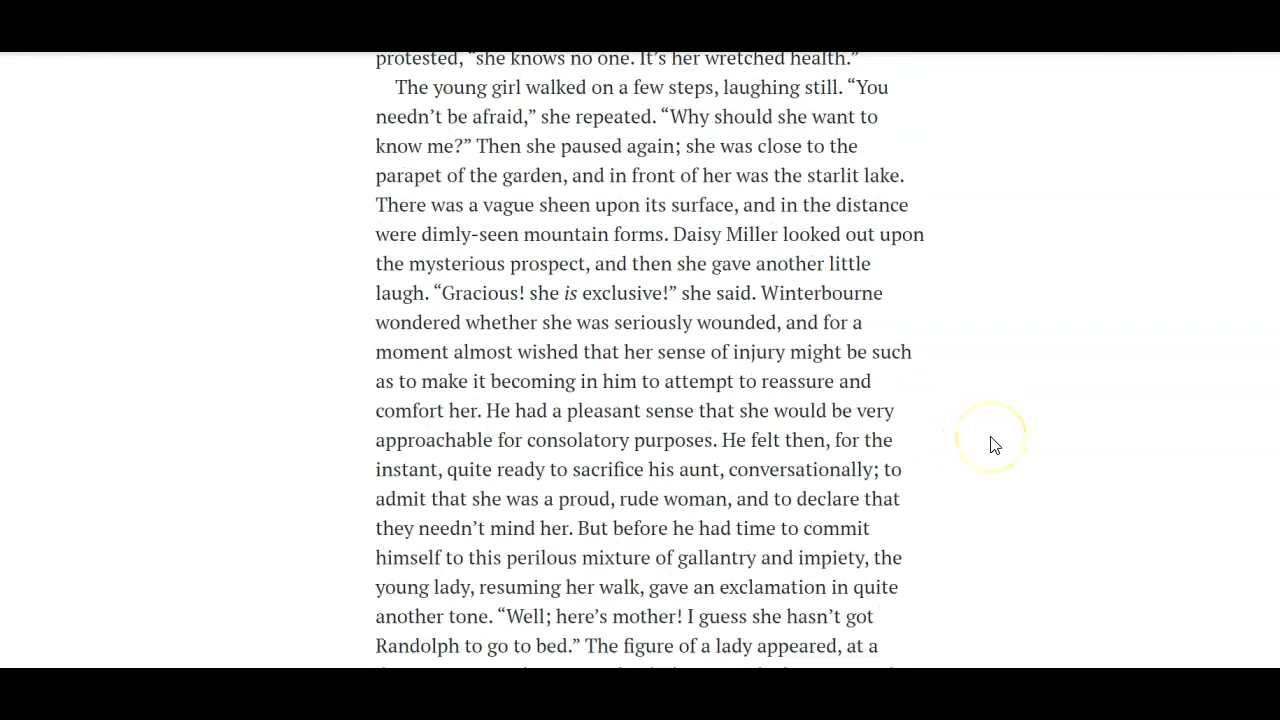 protested, “she knows no one. It’s her wretched health.”
The young girl walked on a few steps, laughing still. “You
needn’t be afraid,” she repeated. “Why should she want to
know me?” Then she paused again; she was close to the
parapet of the garden, and in front of her was the starlit lake.
There was a vague sheen upon its surface, and in the distance
were dimly-seen mountain forms. Daisy Miller looked out upon
the mysterious prospect, and then she gave another little
laugh. “Gracious! she is exclusive!” she said. Winterbourne
wondered whether she was seriously wounded, and for a
moment almost wished that her sense of injury might be such
as to make it becoming in him to attempt to reassure and
comfort her. He had a pleasant sense that she would be very
approachable for consolatory purposes. He felt then, for the
instant, quite ready to sacrifice his aunt, conversationally; to
admit that she was a proud, rude woman, and to declare that
they needn’t mind her. But before he had time to commit
himself to this perilous mixture of gallantry and impiety, the
young lady, resuming her walk, gave an exclamation in quite
another tone. “Well; here’s mother! I guess she hasn’t got
Randolph to go to bed.” The figure of a lady appeared, at a